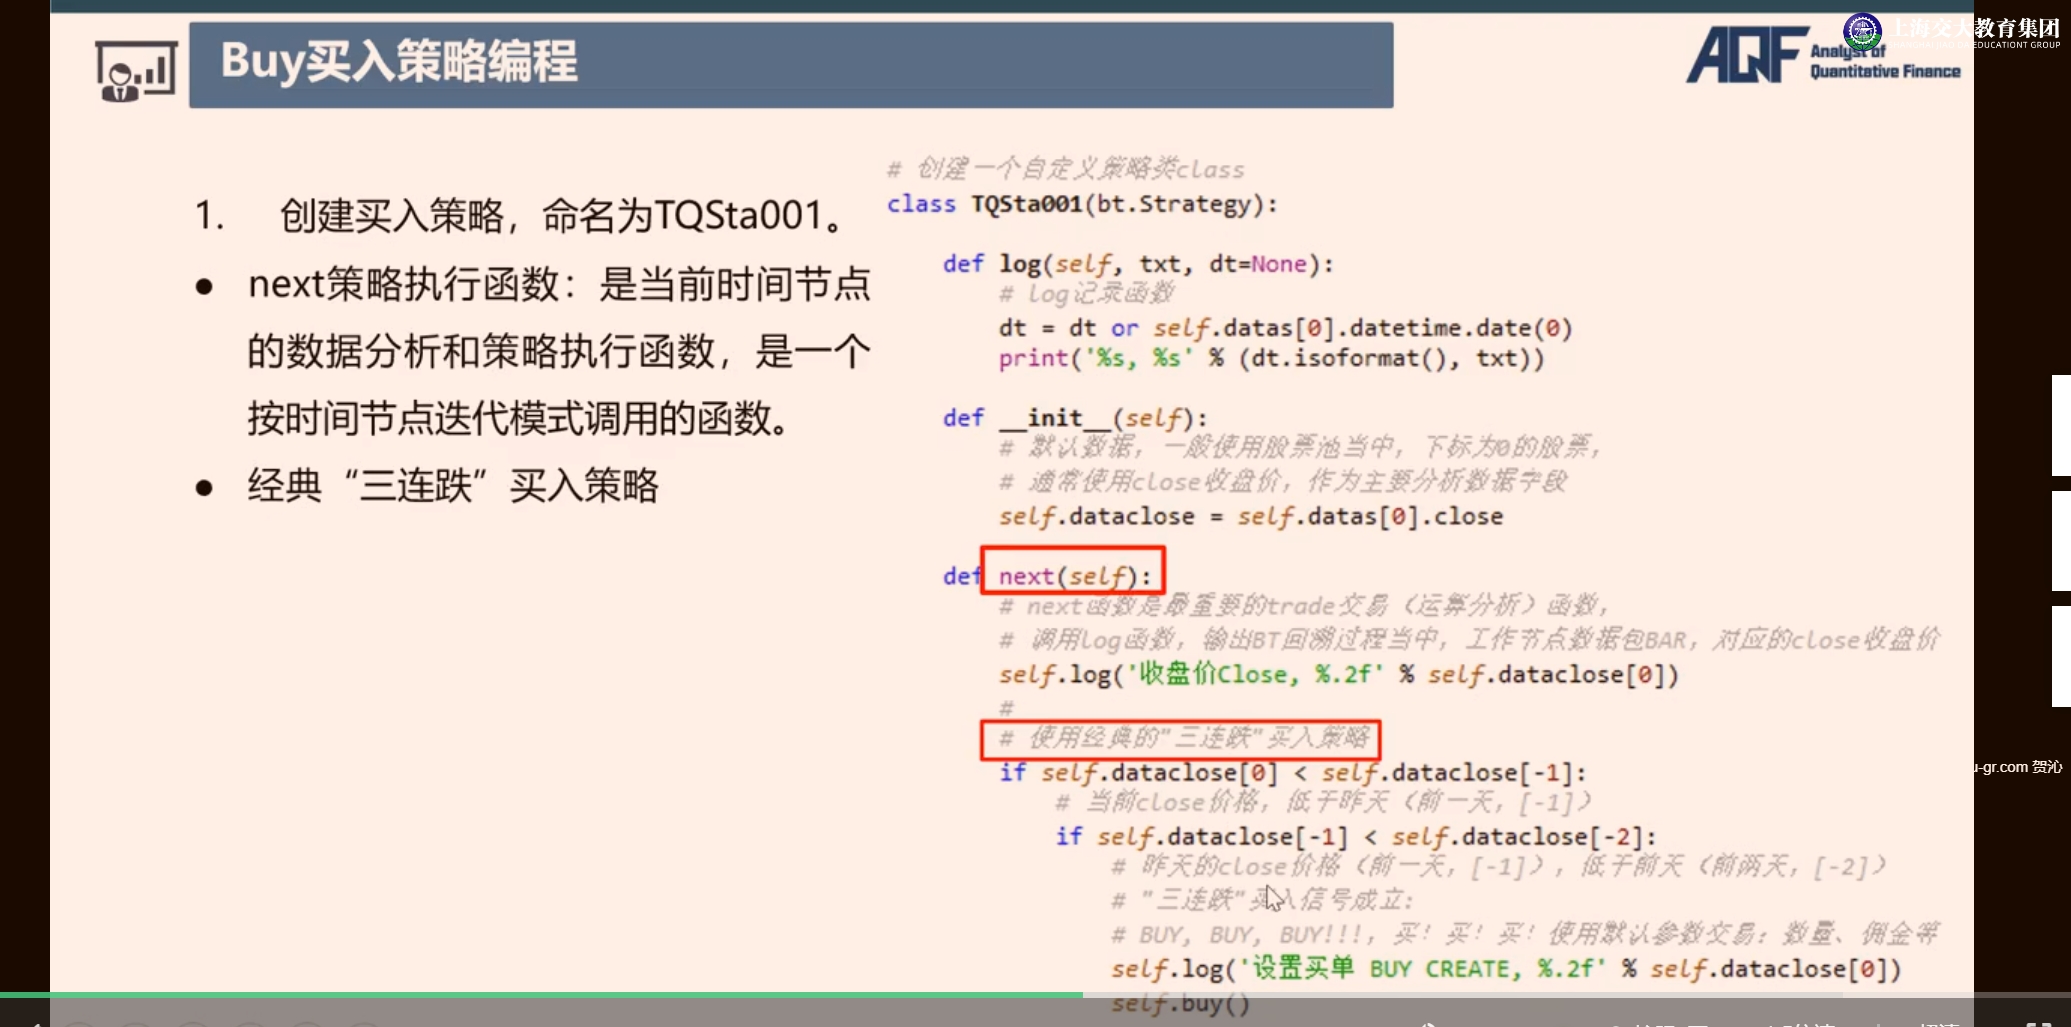 Buy买入策略编程
AQF
Analyst of
Quantitative Finance
上海交大教育集团
1. 创建买入策略，命名为TQSta001。
● next策略执行函数：是当前时间节点
的数据分析和策略执行函数，是一个
按时间节点迭代模式调用的函数。
● 经典“三连跌”买入策略
# 创建一个自定义策略类class
class TQSta001(bt.Strategy):
def log(self, txt, dt=None):
# log记录函数
dt = dt or self.datas[0].datetime.date(0)
print('%s, %s' % (dt.isoformat(), txt))
def __init__(self):
# 默认数据，一般使用股票池当中，下标为0的股票，
# 通常使用close收盘价，作为主要分析数据字段
self.dataclose = self.datas[0].close
def next(self):
# next函数是最重要的trade交易（运算分析）函数，
# 调用log函数，输出BT回溯过程当中，工作节点数据包BAR，对应的close收盘价
self.log('收盘价Close, %.2f' % self.dataclose[0])
#
# 使用经典的"三连跌"买入策略
if self.dataclose[0] < self.dataclose[-1]:
# 当前close价格，低于昨天（前一天，[-1]）
if self.dataclose[-1] < self.dataclose[-2]:
# 昨天的close价格（前一天，[-1]），低于前天（前两天，[-2]）
# "三连跌"买入信号成立：
# BUY, BUY, BUY!!!，买！买！买！使用默认参数交易：数量、佣金等
self.log('设置买单 BUY CREATE, %.2f' % self.dataclose[0])
self.buy()
u-gr.com 贺沁